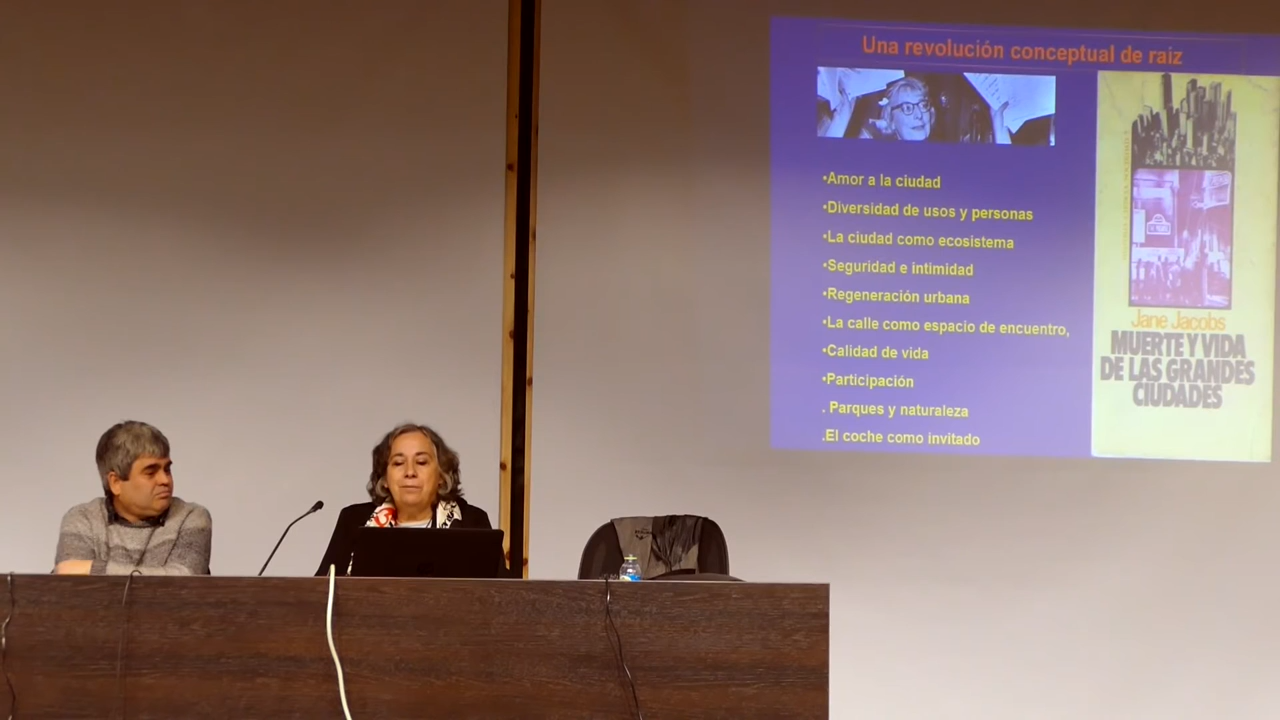 Una revolución conceptual de raiz
•Amor a la ciudad
•Diversidad de usos y personas
•La ciudad como ecosistema
•Seguridad e intimidad
•Regeneración urbana
•La calle como espacio de encuentro,
•Calidad de vida
•Participación
. Parques y naturaleza
.El coche como invitado
Jane Jacobs
MUERTE Y VIDA
DE LAS GRANDES
CIUDADES